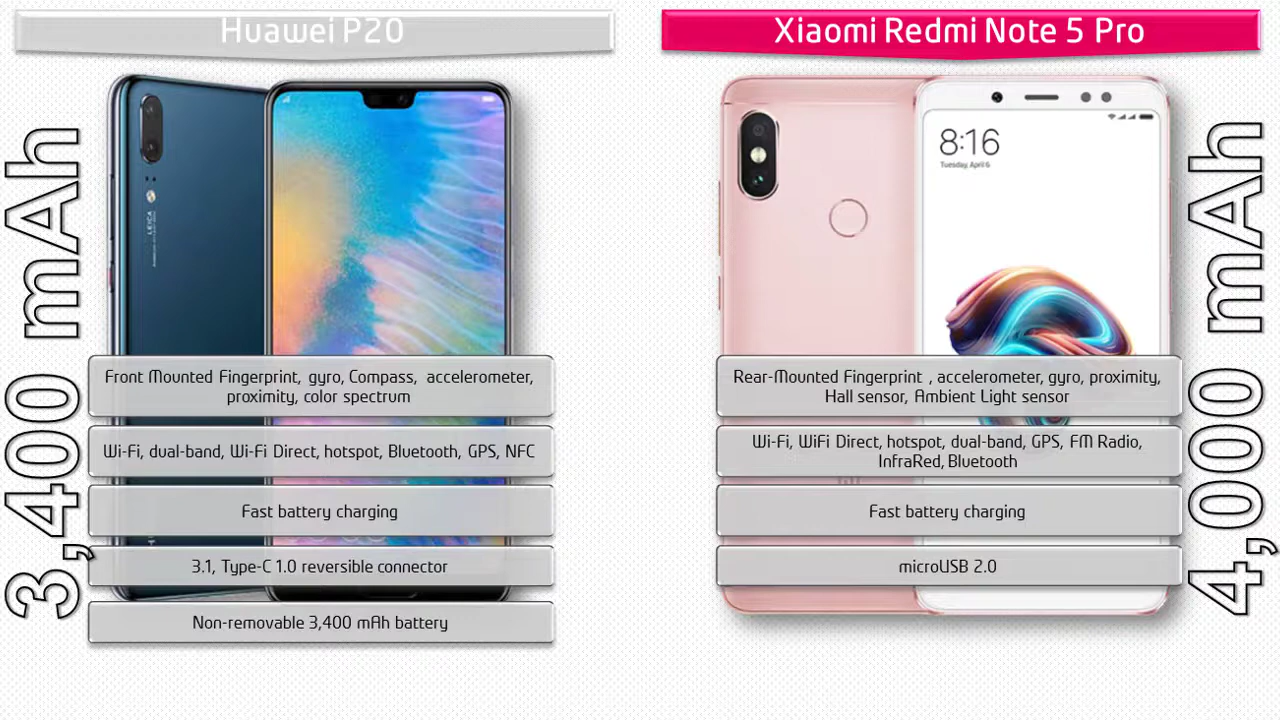 Huawei P20
3,400 mAh
LEICA
Front Mounted Fingerprint, gyro, Compass, accelerometer,
proximity, color spectrum
Wi-Fi, dual-band, Wi-Fi Direct, hotspot, Bluetooth, GPS, NFC
Fast battery charging
3.1, Type-C 1.0 reversible connector
Non-removable 3,400 mAh battery
Xiaomi Redmi Note 5 Pro
8:16
Tuesday, April 6
4,000 mAh
Rear-Mounted Fingerprint , accelerometer, gyro, proximity,
Hall sensor, Ambient Light sensor
Wi-Fi, WiFi Direct, hotspot, dual-band, GPS, FM Radio,
InfraRed, Bluetooth
Fast battery charging
microUSB 2.0